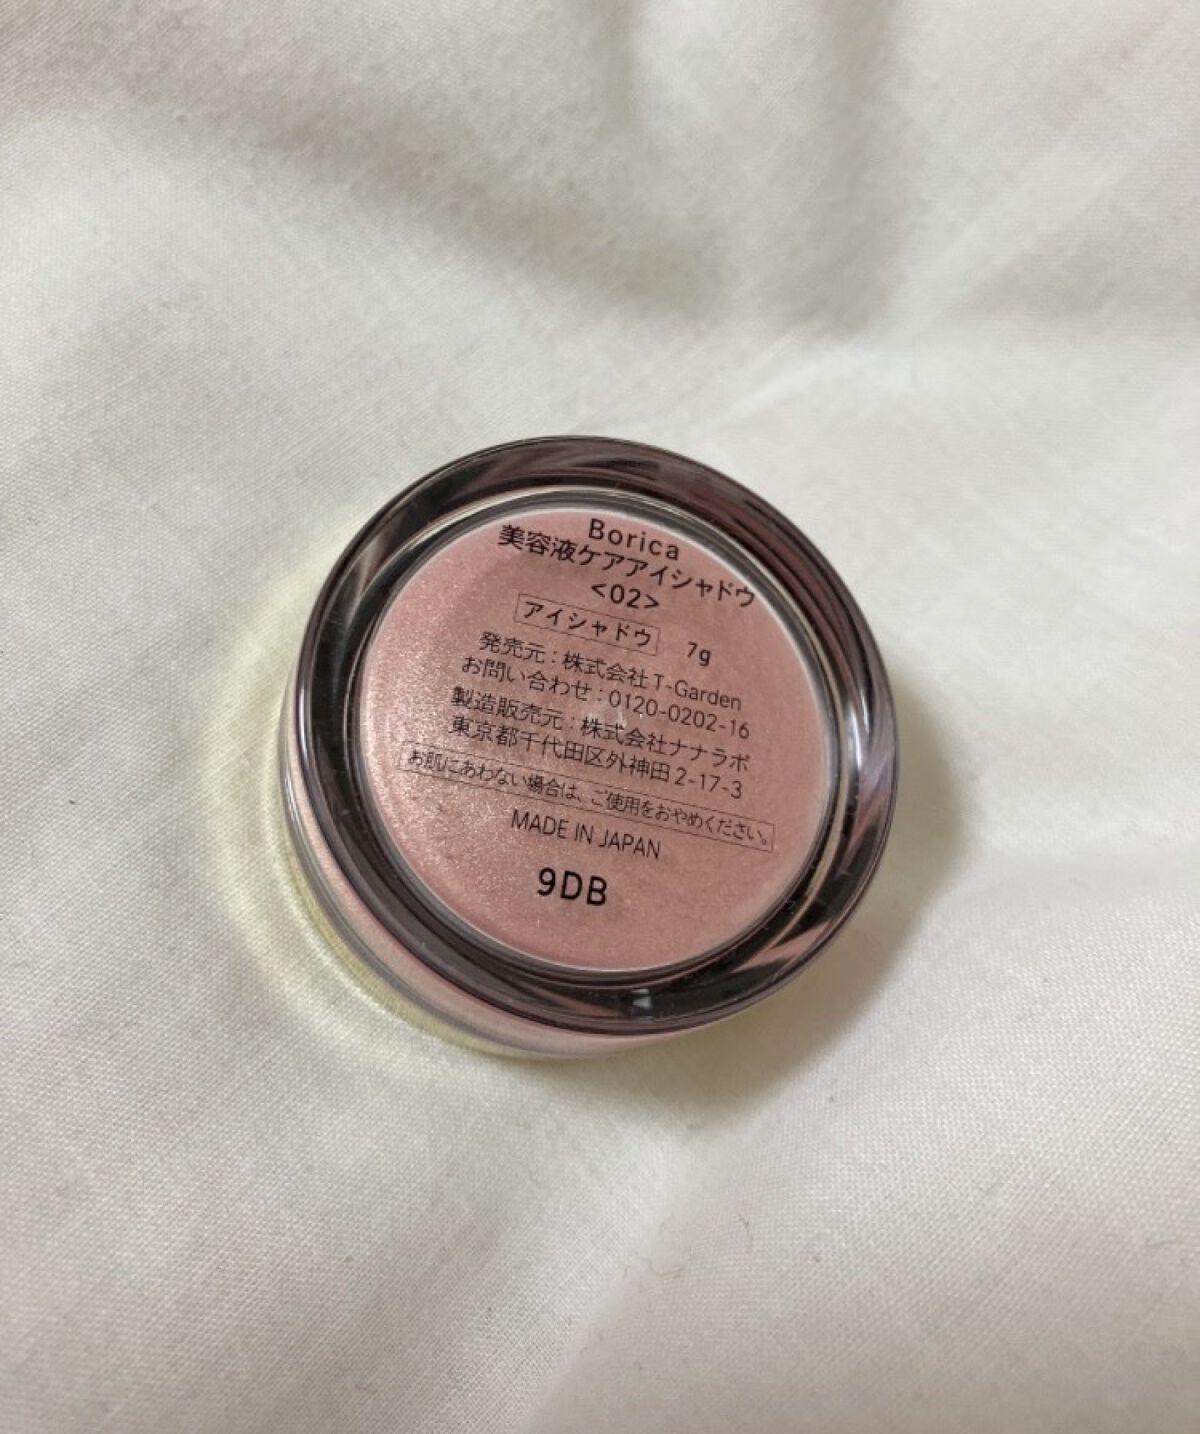 Borica
美容液ケアアイシャドウ
<02>
アイシャドウ 7g
発売元:株式会社T-Garden
お問い合わせ:0120-0202-16
製造販売元:株式会社ナナラボ
東京都千代田区外神田2-17-3
お肌にあわない場合は、ご使用をおやめください。
MADE IN JAPAN
9DB